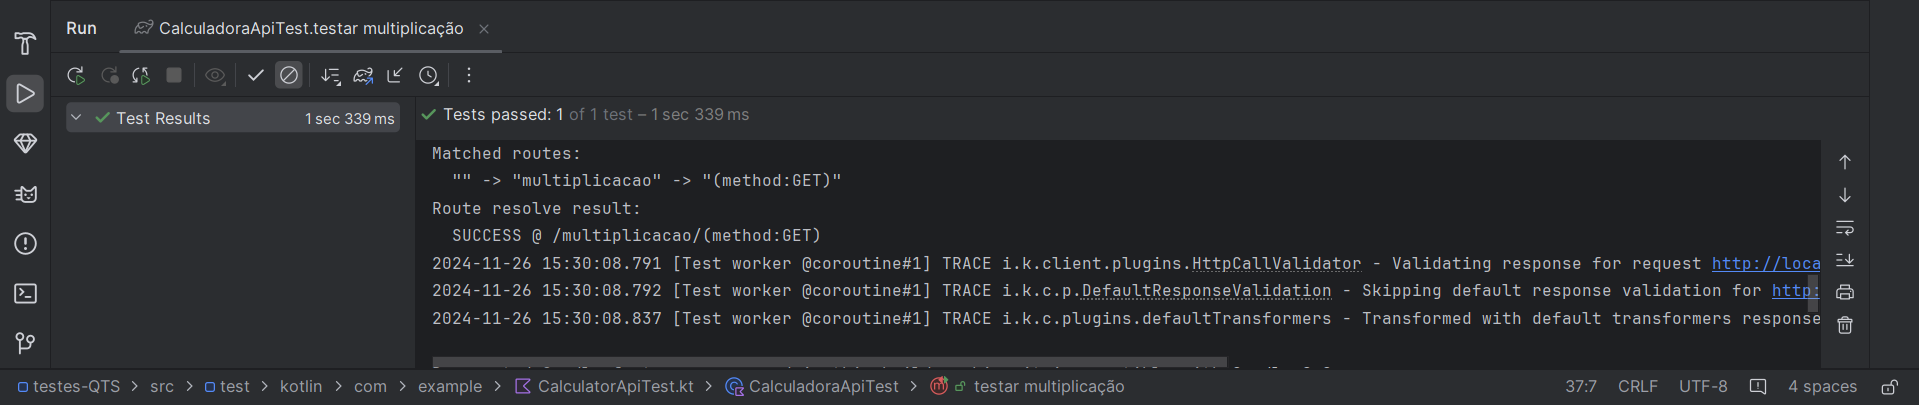 Run CalculadoraApiTest.testar multiplicação
Test Results 1 sec 339 ms
Tests passed: 1 of 1 test – 1 sec 339 ms
Matched routes:
"" -> "multiplicacao" -> "(method:GET)"
Route resolve result:
SUCCESS @ /multiplicacao/(method:GET)
2024-11-26 15:30:08.791 [Test worker @coroutine#1] TRACE i.k.client.plugins.HttpCallValidator - Validating response for request http://loca
2024-11-26 15:30:08.792 [Test worker @coroutine#1] TRACE i.k.c.p.DefaultResponseValidation - Skipping default response validation for http:
2024-11-26 15:30:08.837 [Test worker @coroutine#1] TRACE i.k.c.plugins.defaultTransformers - Transformed with default transformers response
testes-QTS > src > test > kotlin > com > example > CalculatorApiTest.kt > CalculadoraApiTest > testar multiplicação 37:7 CRLF UTF-8 4 spaces